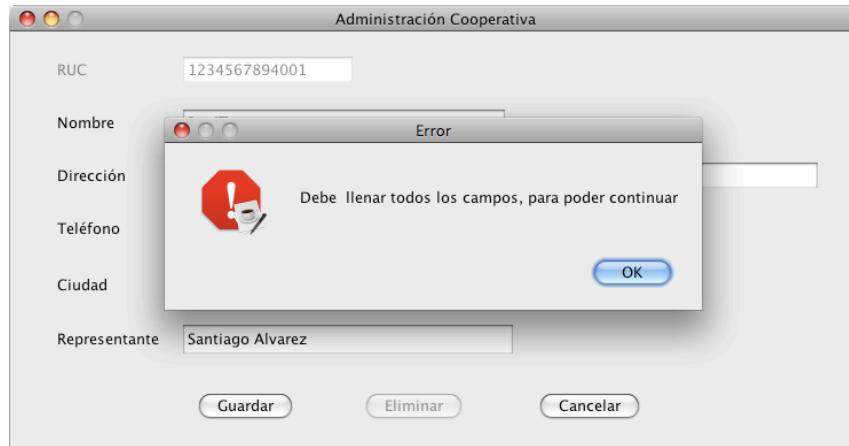 Administración Cooperativa
RUC 1234567894001
Nombre
Error
Dirección
Debe llenar todos los campos, para poder continuar
Teléfono
OK
Ciudad
Representante Santiago Alvarez
Guardar Eliminar Cancelar